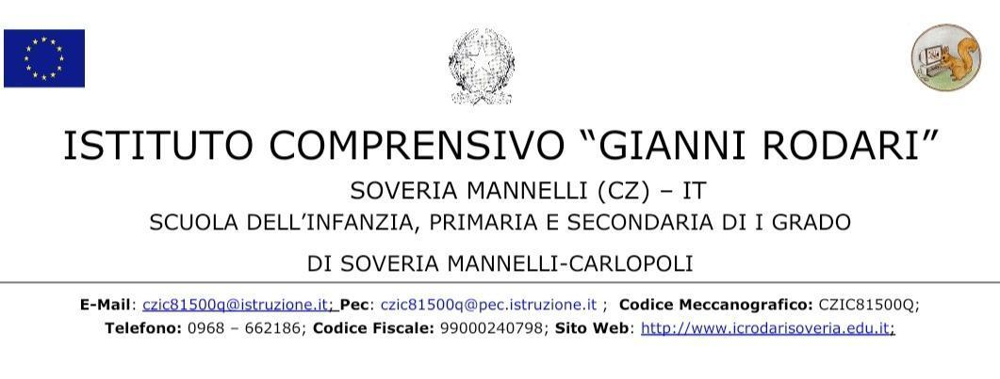 ISTITUTO COMPRENSIVO “GIANNI RODARI”
SOVERIA MANNELLI (CZ) – IT
SCUOLA DELL’INFANZIA, PRIMARIA E SECONDARIA DI I GRADO
DI SOVERIA MANNELLI-CARLOPOLI
E-Mail: czic81500q@istruzione.it; Pec: czic81500q@pec.istruzione.it ; Codice Meccanografico: CZIC81500Q;
Telefono: 0968 – 662186; Codice Fiscale: 99000240798; Sito Web: http://www.icrodarisoveria.edu.it;